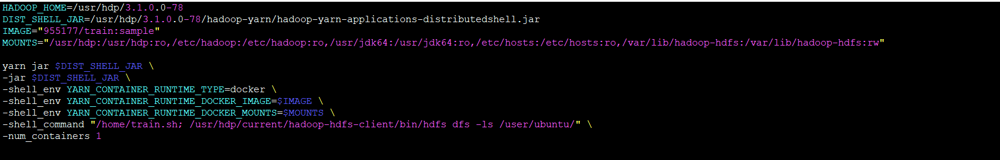 HADOOP_HOME=/usr/hdp/3.1.0.0-78
DIST_SHELL_JAR=/usr/hdp/3.1.0.0-78/hadoop-yarn/hadoop-yarn-applications-distributedshell.jar
IMAGE="955177/train:sample"
MOUNTS="/usr/hdp:/usr/hdp:ro,/etc/hadoop:/etc/hadoop:ro,/usr/jdk64:/usr/jdk64:ro,/etc/hosts:/etc/hosts:ro,/var/lib/hadoop-hdfs:/var/lib/hadoop-hdfs:rw"
yarn jar $DIST_SHELL_JAR \
-jar $DIST_SHELL_JAR \
-shell_env YARN_CONTAINER_RUNTIME_TYPE=docker \
-shell_env YARN_CONTAINER_RUNTIME_DOCKER_IMAGE=$IMAGE \
-shell_env YARN_CONTAINER_RUNTIME_DOCKER_MOUNTS=$MOUNTS \
-shell_command "/home/train.sh; /usr/hdp/current/hadoop-hdfs-client/bin/hdfs dfs -ls /user/ubuntu/" \
-num_containers 1